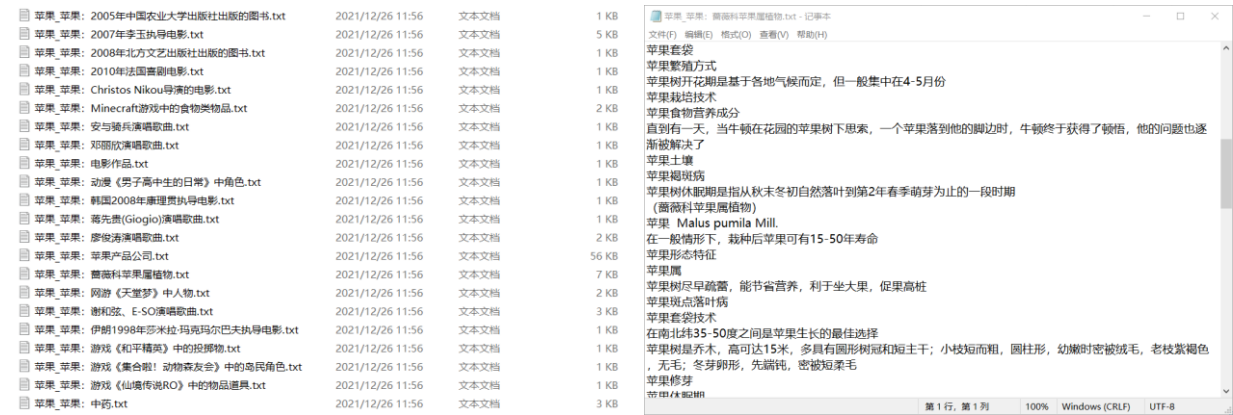 苹果_苹果：2005年中国农业大学出版社出版的图书.txt 2021/12/26 11:56 文本文档 1 KB
苹果_苹果：2007年李玉执导电影.txt 2021/12/26 11:56 文本文档 5 KB
苹果_苹果：2008年北方文艺出版社出版的图书.txt 2021/12/26 11:56 文本文档 1 KB
苹果_苹果：2010年法国喜剧电影.txt 2021/12/26 11:56 文本文档 1 KB
苹果_苹果：Christos Nikou导演的电影.txt 2021/12/26 11:56 文本文档 1 KB
苹果_苹果：Minecraft游戏中的食物类物品.txt 2021/12/26 11:56 文本文档 2 KB
苹果_苹果：安与骑兵演唱歌曲.txt 2021/12/26 11:56 文本文档 1 KB
苹果_苹果：邓丽欣演唱歌曲.txt 2021/12/26 11:56 文本文档 1 KB
苹果_苹果：电影作品.txt 2021/12/26 11:56 文本文档 1 KB
苹果_苹果：动漫《男子高中生的日常》中角色.txt 2021/12/26 11:56 文本文档 1 KB
苹果_苹果：韩国2008年康理贯执导电影.txt 2021/12/26 11:56 文本文档 1 KB
苹果_苹果：蒋先贵(Giogio)演唱歌曲.txt 2021/12/26 11:56 文本文档 1 KB
苹果_苹果：廖俊涛演唱歌曲.txt 2021/12/26 11:56 文本文档 2 KB
苹果_苹果：苹果产品公司.txt 2021/12/26 11:56 文本文档 56 KB
苹果_苹果：蔷薇科苹果属植物.txt 2021/12/26 11:56 文本文档 7 KB
苹果_苹果：网游《天堂梦》中人物.txt 2021/12/26 11:56 文本文档 2 KB
苹果_苹果：谢和弦、E-SO演唱歌曲.txt 2021/12/26 11:56 文本文档 3 KB
苹果_苹果：伊朗1998年莎米拉·玛克玛尔巴夫执导电影.txt 2021/12/26 11:56 文本文档 1 KB
苹果_苹果：游戏《和平精英》中的投掷物.txt 2021/12/26 11:56 文本文档 1 KB
苹果_苹果：游戏《集合啦！动物森友会》中的岛民角色.txt 2021/12/26 11:56 文本文档 1 KB
苹果_苹果：游戏《仙境传说RO》中的物品道具.txt 2021/12/26 11:56 文本文档 1 KB
苹果_苹果：中药.txt 2021/12/26 11:56 文本文档 3 KB
苹果_苹果：蔷薇科苹果属植物.txt - 记事本
文件(F) 编辑(E) 格式(O) 查看(V) 帮助(H)
苹果套袋
苹果繁殖方式
苹果树开花期是基于各地气候而定，但一般集中在4-5月份
苹果栽培技术
苹果食物营养成分
直到有一天，当牛顿在花园的苹果树下思索，一个苹果落到他的脚边时，牛顿终于获得了顿悟，他的问题也逐
渐被解决了
苹果土壤
苹果褐斑病
苹果树休眠期是指从秋末冬初自然落叶到第2年春季萌芽为止的一段时期
（蔷薇科苹果属植物）
苹果 Malus pumila Mill.
在一般情形下，栽种后苹果可有15-50年寿命
苹果形态特征
苹果属
苹果树尽早疏蕾，能节省营养，利于坐大果，促果高桩
苹果斑点落叶病
苹果套袋技术
在南北纬35-50度之间是苹果生长的最佳选择
苹果树是乔木，高可达15米，多具有圆形树冠和短主干；小枝短而粗，圆柱形，幼嫩时密被绒毛，老枝紫褐色
，无毛；冬芽卵形，先端钝，密被短柔毛
苹果修芽
苹果休眠期
第 1 行，第 1 列 100% Windows (CRLF) UTF-8